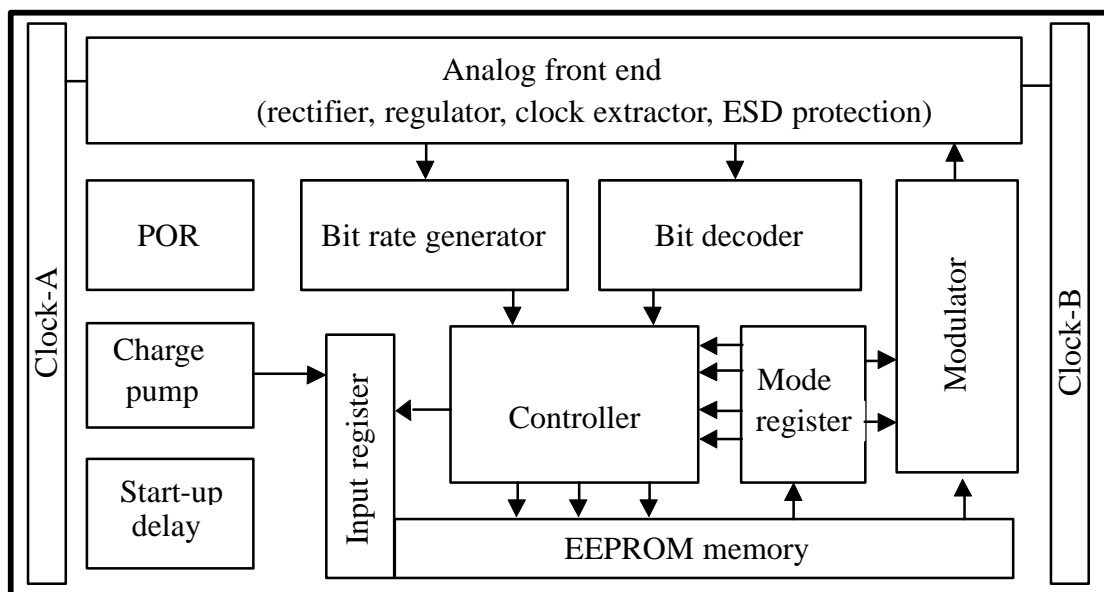 Analog front end
(rectifier, regulator, clock extractor, ESD protection)
Clock-A
POR
Bit rate generator
Bit decoder
Modulator
Clock-B
Charge
pump
Input register
Controller
Mode
register
Start-up
delay
EEPROM memory